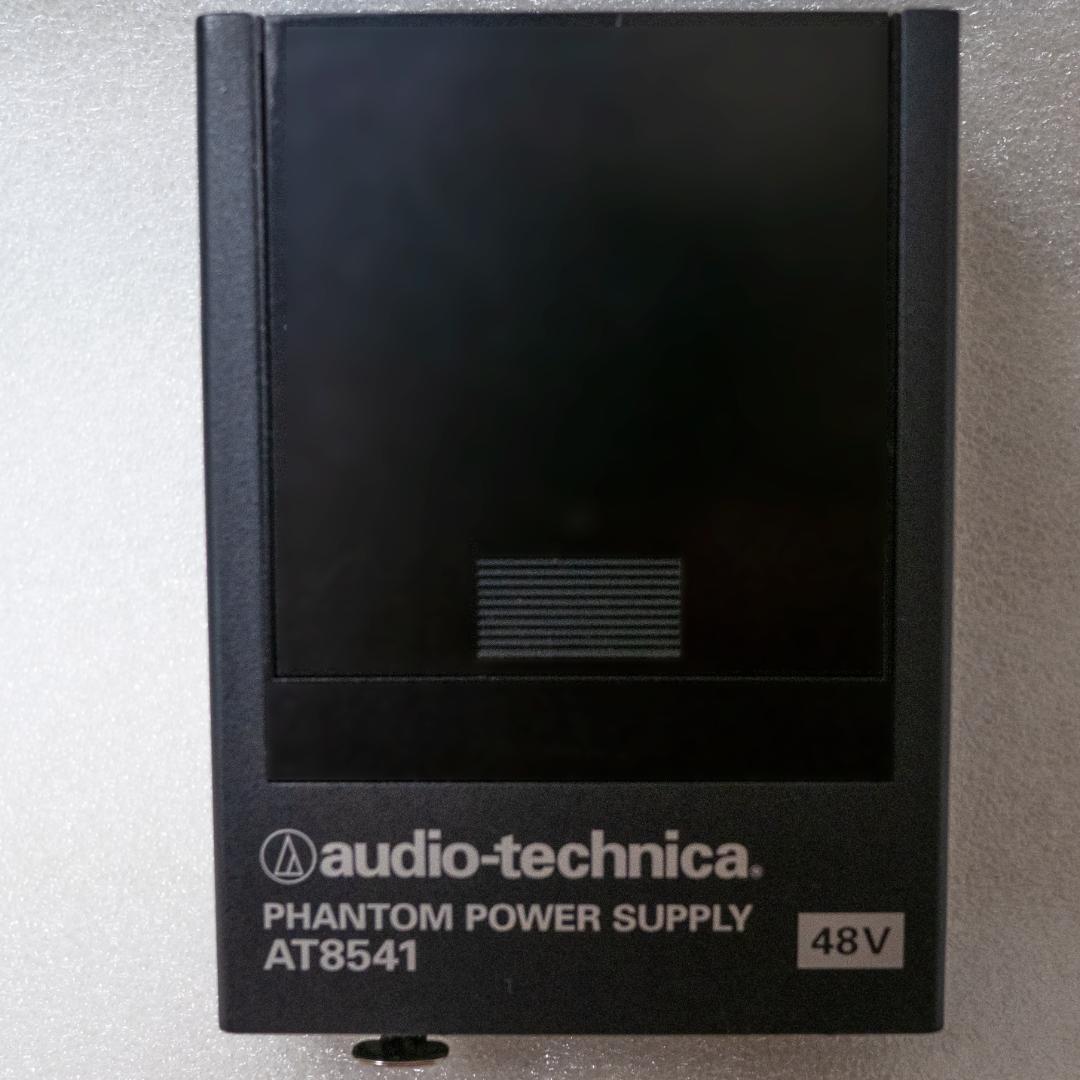 audio-technica®
PHANTOM POWER SUPPLY
AT8541
48V